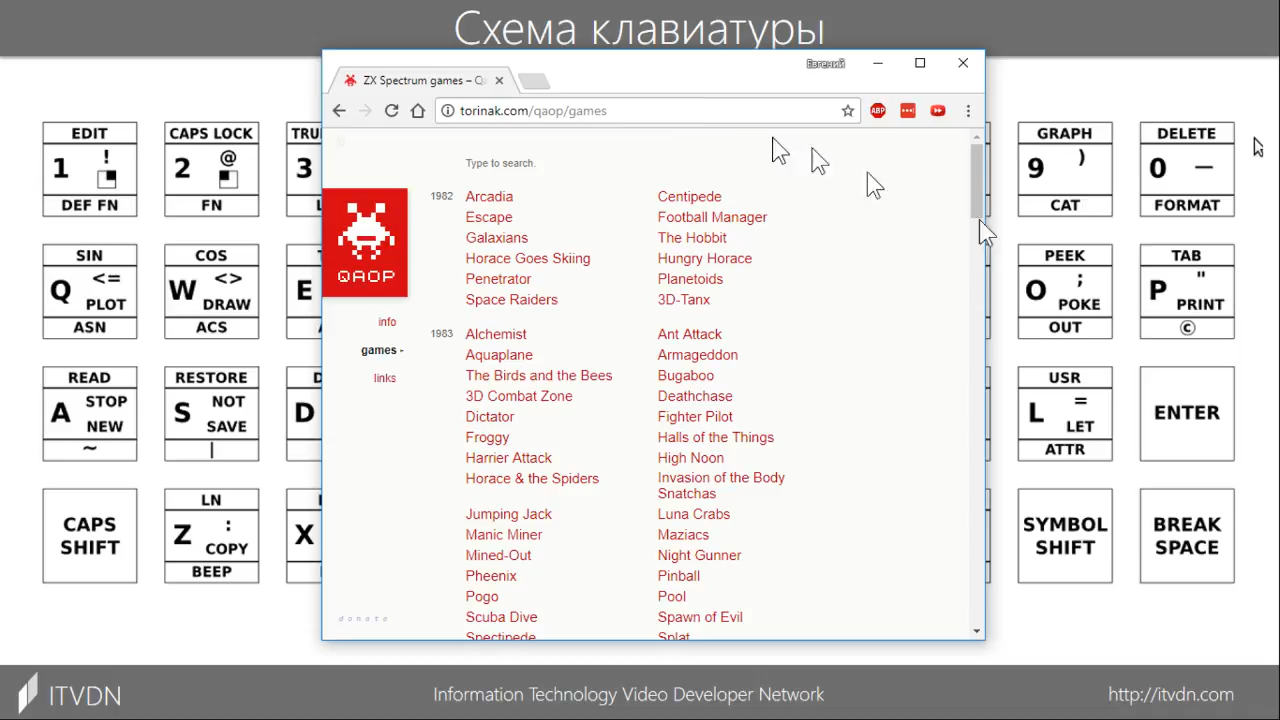 Схема клавиатуры
Евгений
ZX Spectrum games – Q
torinak.com/qaop/games
Type to search.
QAOP
info
games -
links
donate
1982
Arcadia Centipede
Escape Football Manager
Galaxians The Hobbit
Horace Goes Skiing Hungry Horace
Penetrator Planetoids
Space Raiders 3D-Tanx
1983
Alchemist Ant Attack
Aquaplane Armageddon
The Birds and the Bees Bugaboo
3D Combat Zone Deathchase
Dictator Fighter Pilot
Froggy Halls of the Things
Harrier Attack High Noon
Horace & the Spiders Invasion of the Body
Snatchas
Jumping Jack Luna Crabs
Manic Miner Maziacs
Mined-Out Night Gunner
Pheenix Pinball
Pogo Pool
Scuba Dive Spawn of Evil
Spectipede Splat
EDIT
1 !
DEF FN
CAPS LOCK
2 @
FN
TRU
3
GRAPH
9 )
CAT
DELETE
0 —
FORMAT
SIN
Q <=
PLOT
ASN
COS
W <>
DRAW
ACS
E
PEEK
O ;
POKE
OUT
TAB
P "
PRINT
©
READ
A STOP
NEW
~
RESTORE
S NOT
SAVE
|
D
USR
L =
LET
ATTR
ENTER
CAPS
SHIFT
LN
Z :
COPY
BEEP
X
SYMBOL
SHIFT
BREAK
SPACE
ABP
ITVDN
Information Technology Video Developer Network
http://itvdn.com